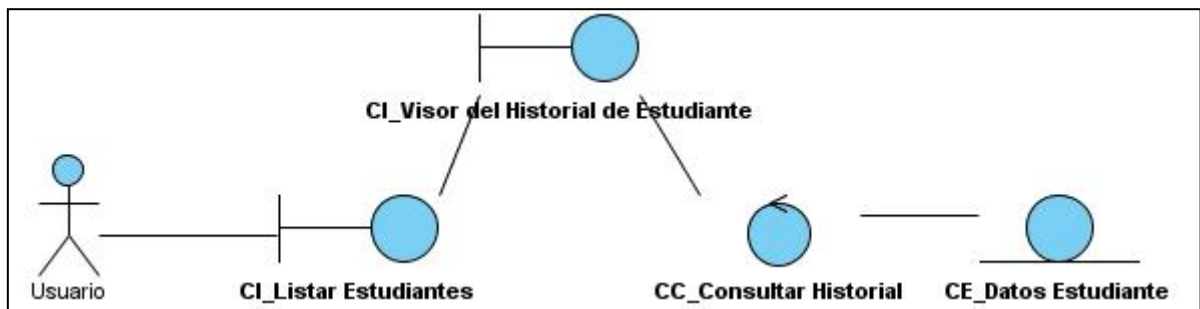 CI_Visor del Historial de Estudiante
Usuario
CI_Listar Estudiantes
CC_Consultar Historial
CE_Datos Estudiante